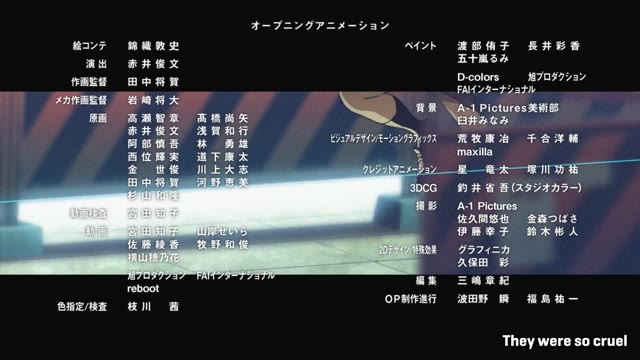 オープニングアニメーション
絵コンテ 錦織敦史
演出 赤井俊文
作画監督 田中将賀
メカ作画監督 岩崎将大
原画 高瀬智章 髙橋尚矢
赤井俊文 浅賀和行
阿部慎吾 林勇雄
西位輝実 道下康太
金世俊 川上大志
田中将賀 河野恵美
杉山和隆
動画検査 宮田知子
動画 宮田知子 山岸せいら
佐藤綾香 牧野和俊
横山穂乃花
旭プロダクション FAIインターナショナル
reboot
色指定/検査 枝川茜
ペイント 渡部侑子 長井彩香
五十嵐るみ
D-colors 旭プロダクション
FAIインターナショナル
背景 A-1 Pictures美術部
臼井みなみ
ビジュアルデザイン/モーショングラフィックス 荒牧康治 千合洋輔
maxilla
クレジットアニメーション 星竜太 塚川功祐
3DCG 釣井省吾(スタジオカラー)
撮影 A-1 Pictures
佐久間悠也 金森つばさ
伊藤幸子 鈴木彬人
2Dデザイン/特殊効果 グラフィニカ
久保田彩
編集 三嶋章紀
OP制作進行 波田野瞬 福島祐一
They were so cruel